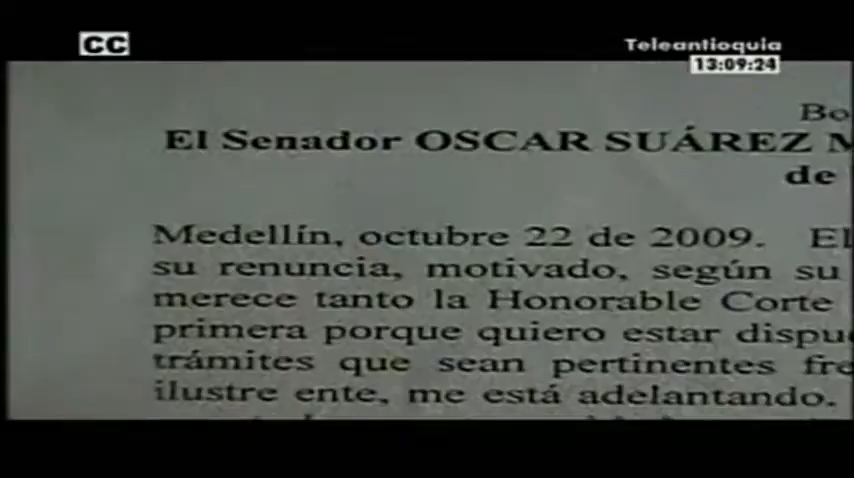 CC
Teleantioquia
13:09:24
El Senador OSCAR SUÁREZ
de
Medellín, octubre 22 de 2009.
su renuncia, motivado, según su
merece tanto la Honorable Corte
primera porque quiero estar
trámites que sean pertinentes
ilustre ente, me está adelantando.